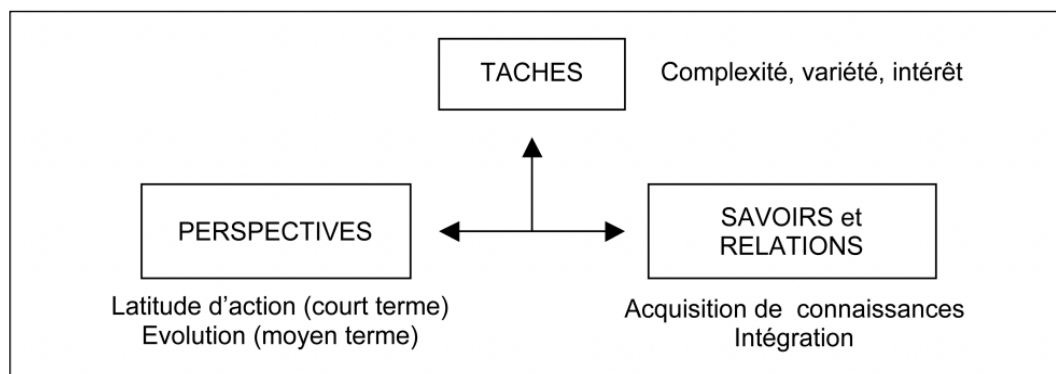 TACHES
Complexité, variété, intérêt
PERSPECTIVES
SAVOIRS et
RELATIONS
Latitude d’action (court terme)
Evolution (moyen terme)
Acquisition de connaissances
Intégration